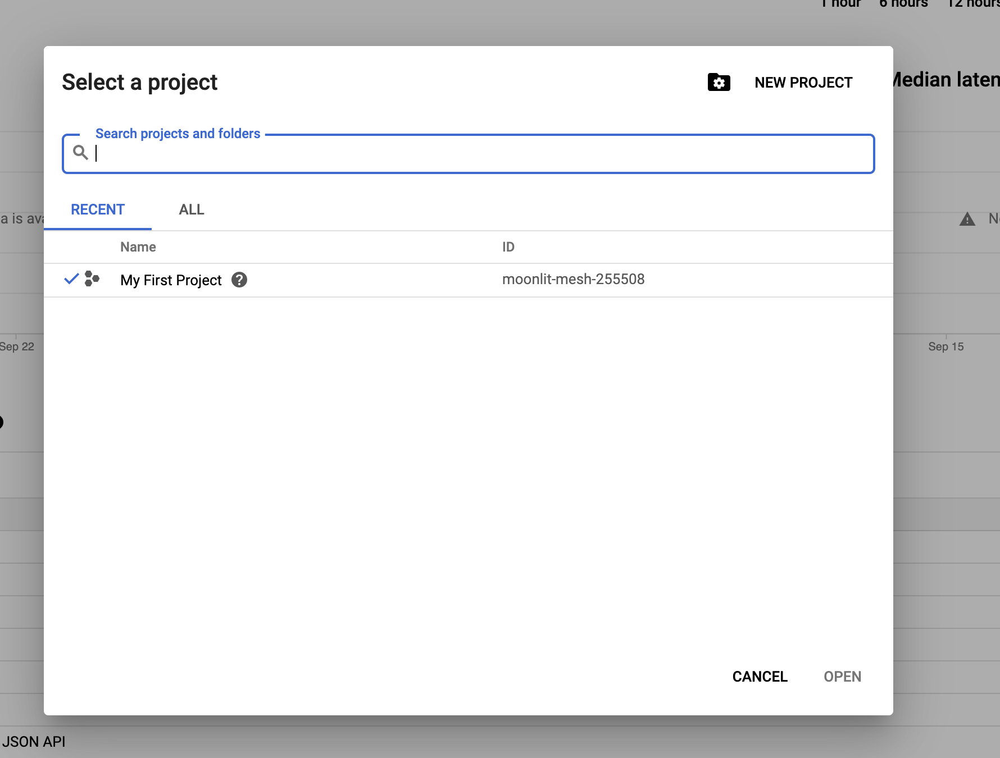 1 hour 6 hours 12 hours
Select a project
NEW PROJECT
Median laten
Search projects and folders
RECENT ALL
a is ava
Name ID
My First Project moonlit-mesh-255508
Sep 22
Sep 15
CANCEL OPEN
JSON API